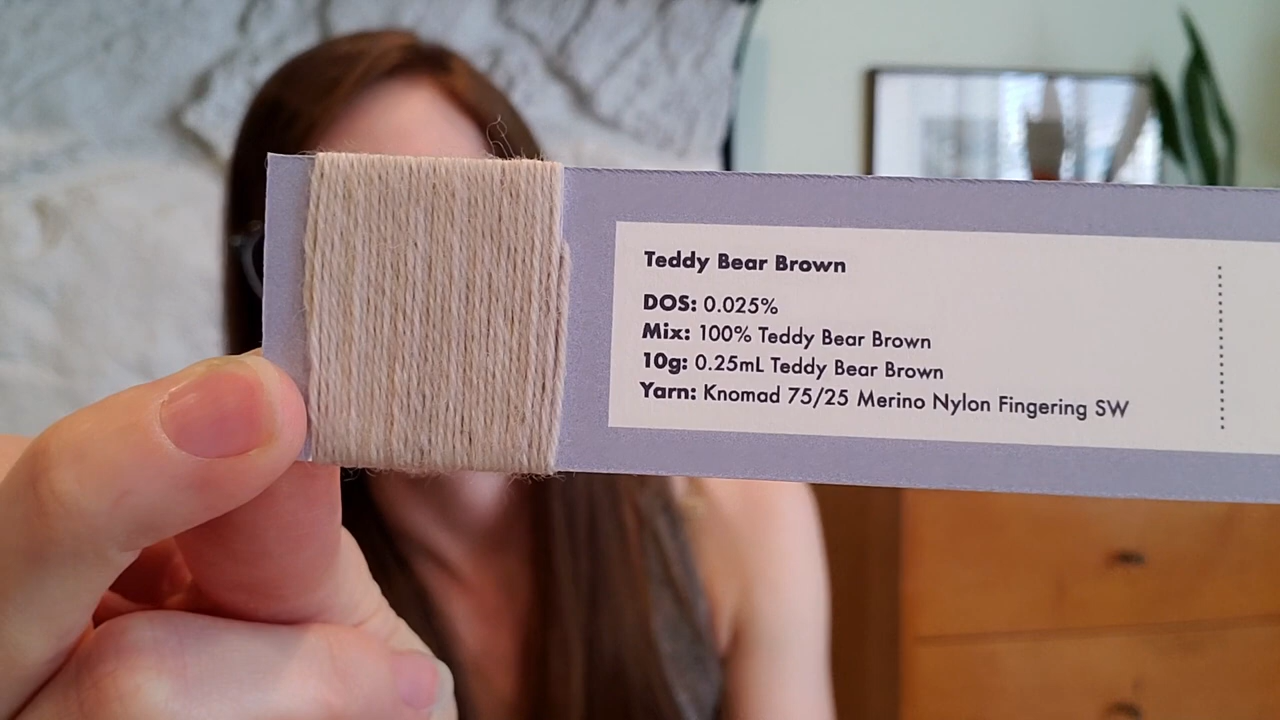 Teddy Bear Brown
DOS: 0.025%
Mix: 100% Teddy Bear Brown
10g: 0.25mL Teddy Bear Brown
Yarn: Knomad 75/25 Merino Nylon Fingering SW